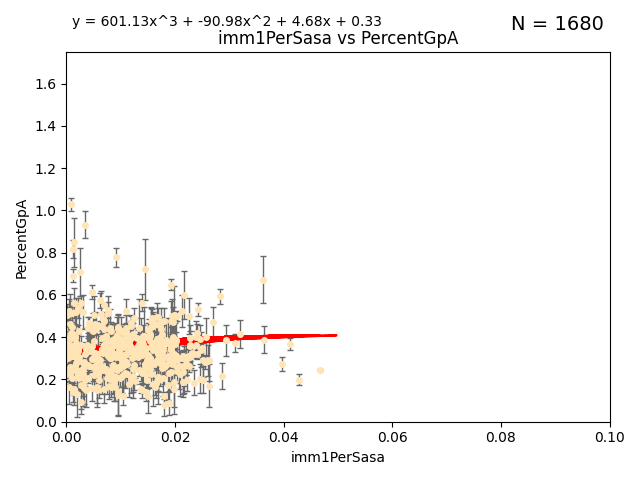 y = 601.13x^3 + -90.98x^2 + 4.68x + 0.33
N = 1680
imm1PerSasa vs PercentGpA
1.6
1.4
1.2
1.0
0.8
0.6
0.4
0.2
0.0
PercentGpA
0.00 0.02 0.04 0.06 0.08 0.10
imm1PerSasa